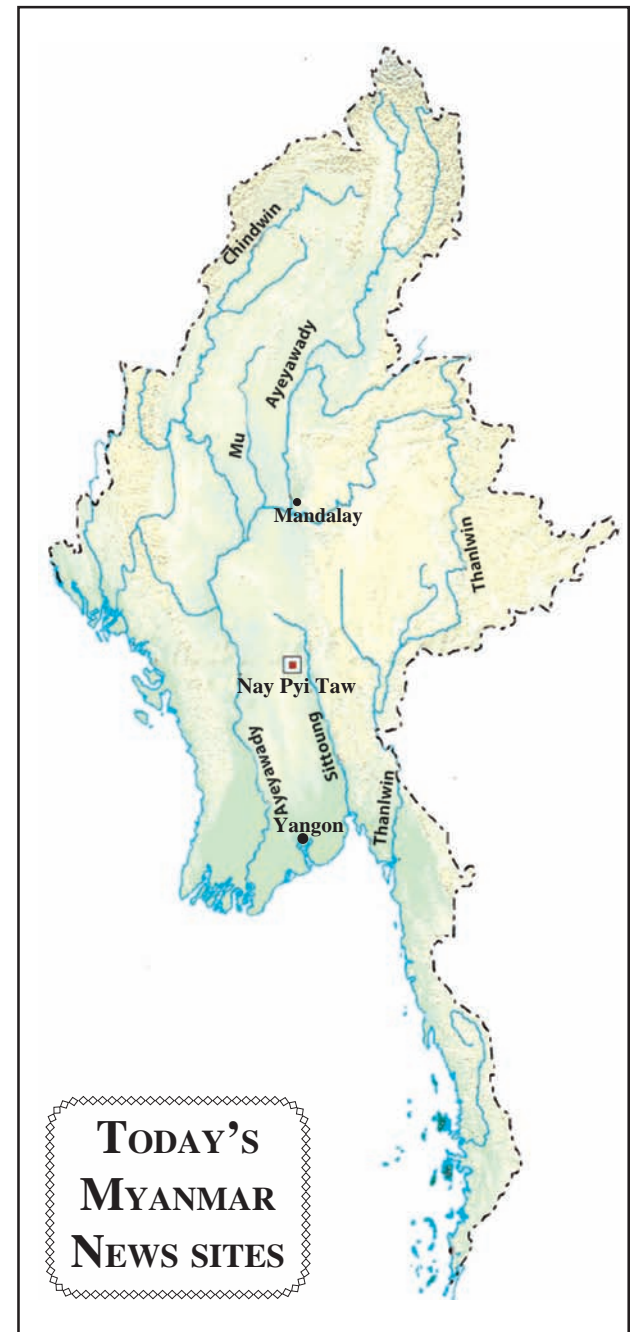 Chindwin
Ayeyawady
Mu
Mandalay
Thanlwin
Nay Pyi Taw
Sittoung
Ayeyawady
Thanlwin
Yangon
TODAY'S
MYANMAR
NEWS SITES